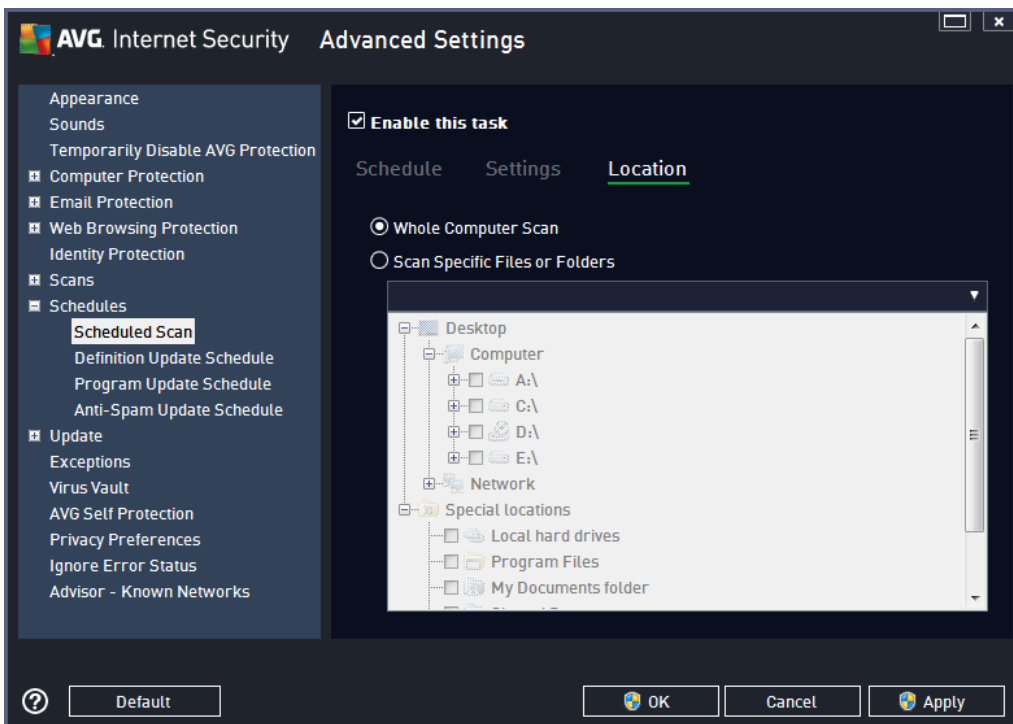 AVG. Internet Security Advanced Settings
Appearance
Sounds
Temporarily Disable AVG Protection
Computer Protection
Email Protection
Web Browsing Protection
Identity Protection
Scans
Schedules
Scheduled Scan
Definition Update Schedule
Program Update Schedule
Anti-Spam Update Schedule
Update
Exceptions
Virus Vault
AVG Self Protection
Privacy Preferences
Ignore Error Status
Advisor - Known Networks
Enable this task
Schedule Settings Location
Whole Computer Scan
Scan Specific Files or Folders
Desktop
Computer
A:\
C:\
D:\
E:\
Network
Special locations
Local hard drives
Program Files
My Documents folder
Default OK Cancel Apply